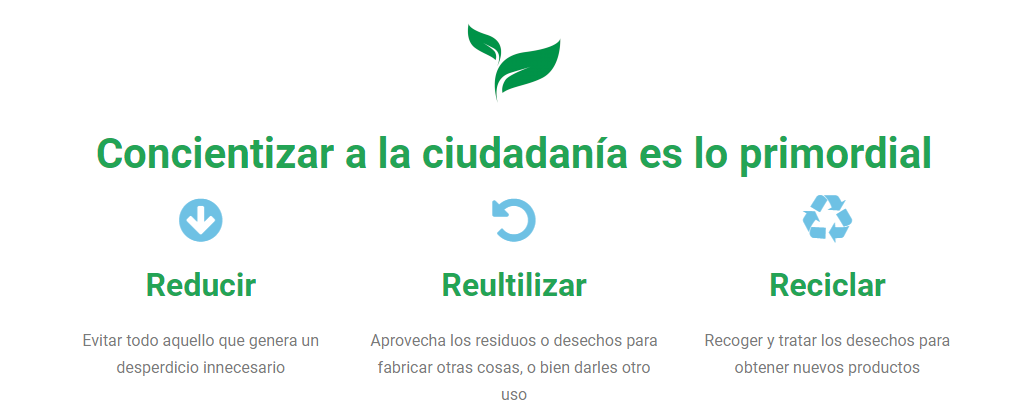 Concientizar a la ciudadanía es lo primordial
Reducir
Evitar todo aquello que genera un
desperdicio innecesario
Reultilizar
Aprovecha los residuos o desechos para
fabricar otras cosas, o bien darles otro
uso
Reciclar
Recoger y tratar los desechos para
obtener nuevos productos